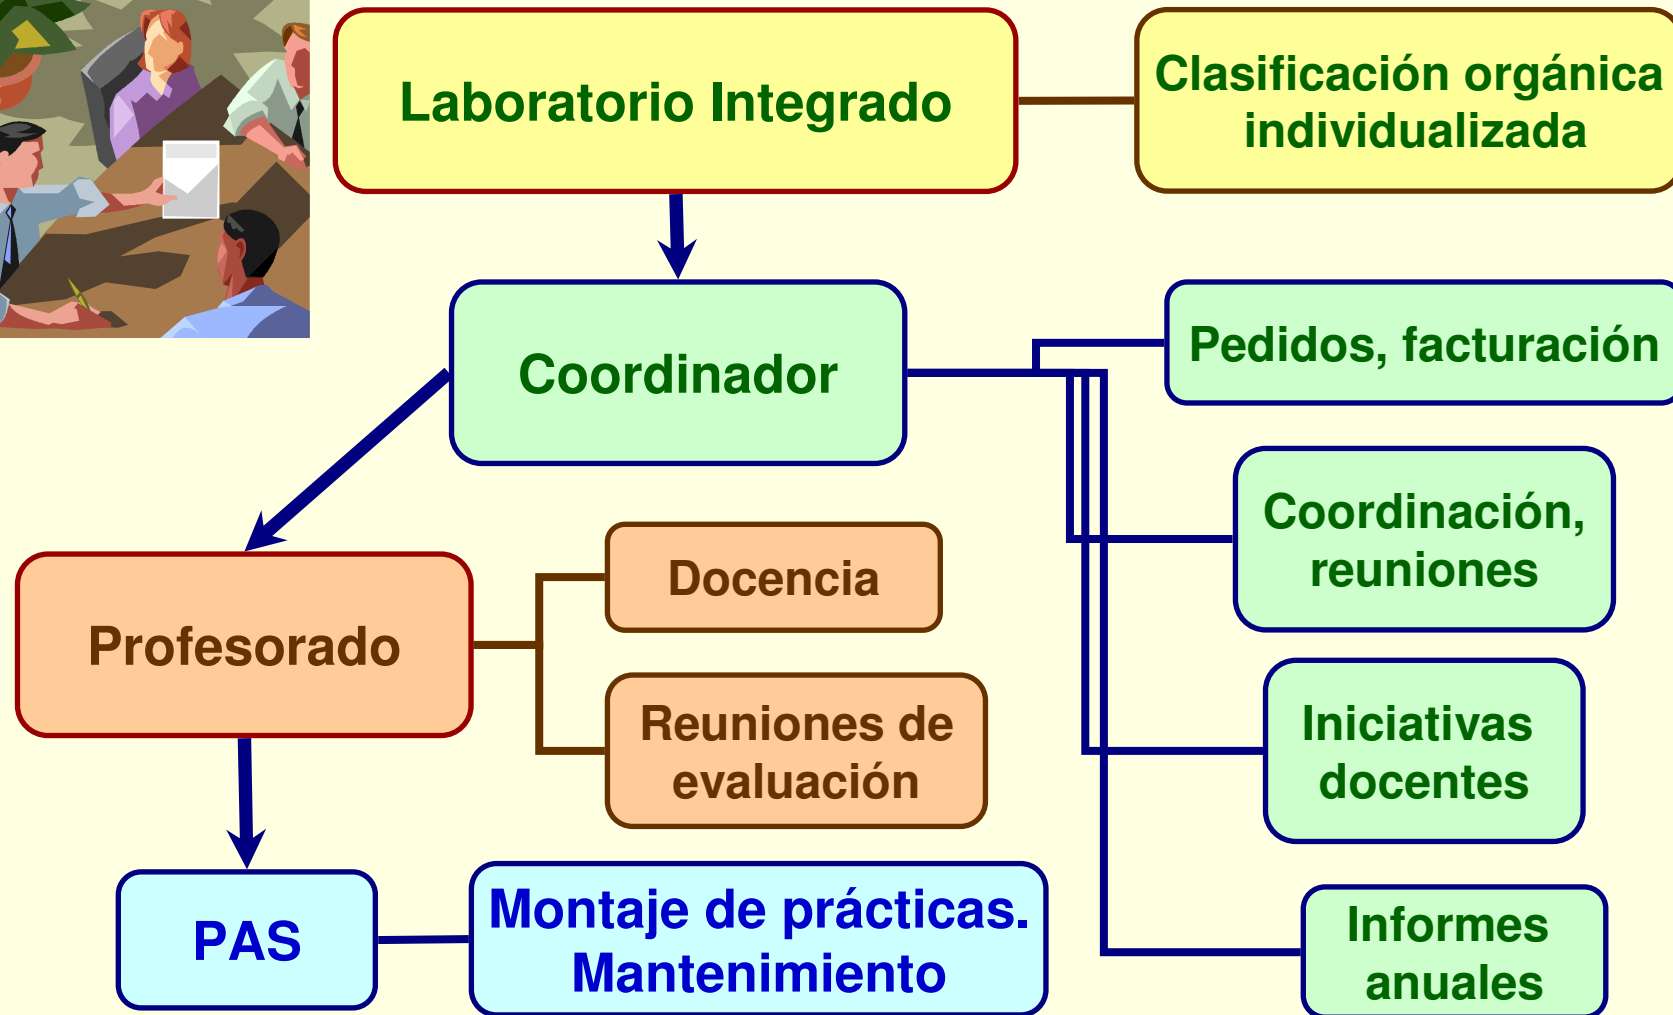 Laboratorio Integrado
Clasificación orgánica
individualizada
Coordinador
Pedidos, facturación
Coordinación,
reuniones
Iniciativas
docentes
Informes
anuales
Profesorado
Docencia
Reuniones de
evaluación
PAS
Montaje de prácticas.
Mantenimiento